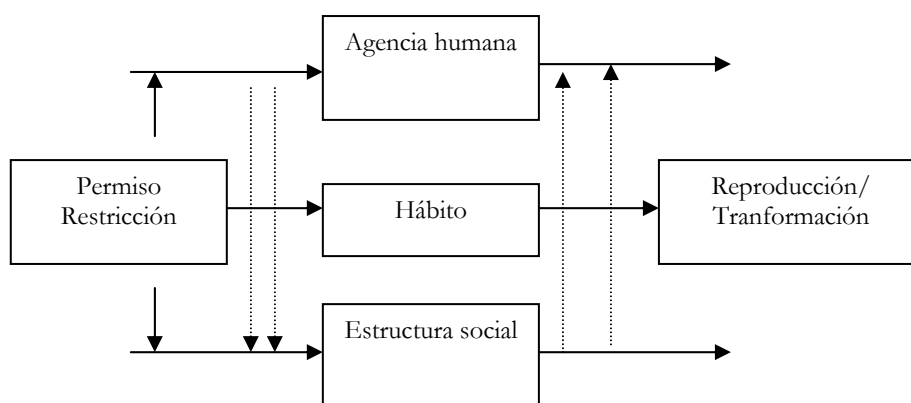 Agencia humana
Permiso
Restricción
Hábito
Reproducción/
Tranformación
Estructura social